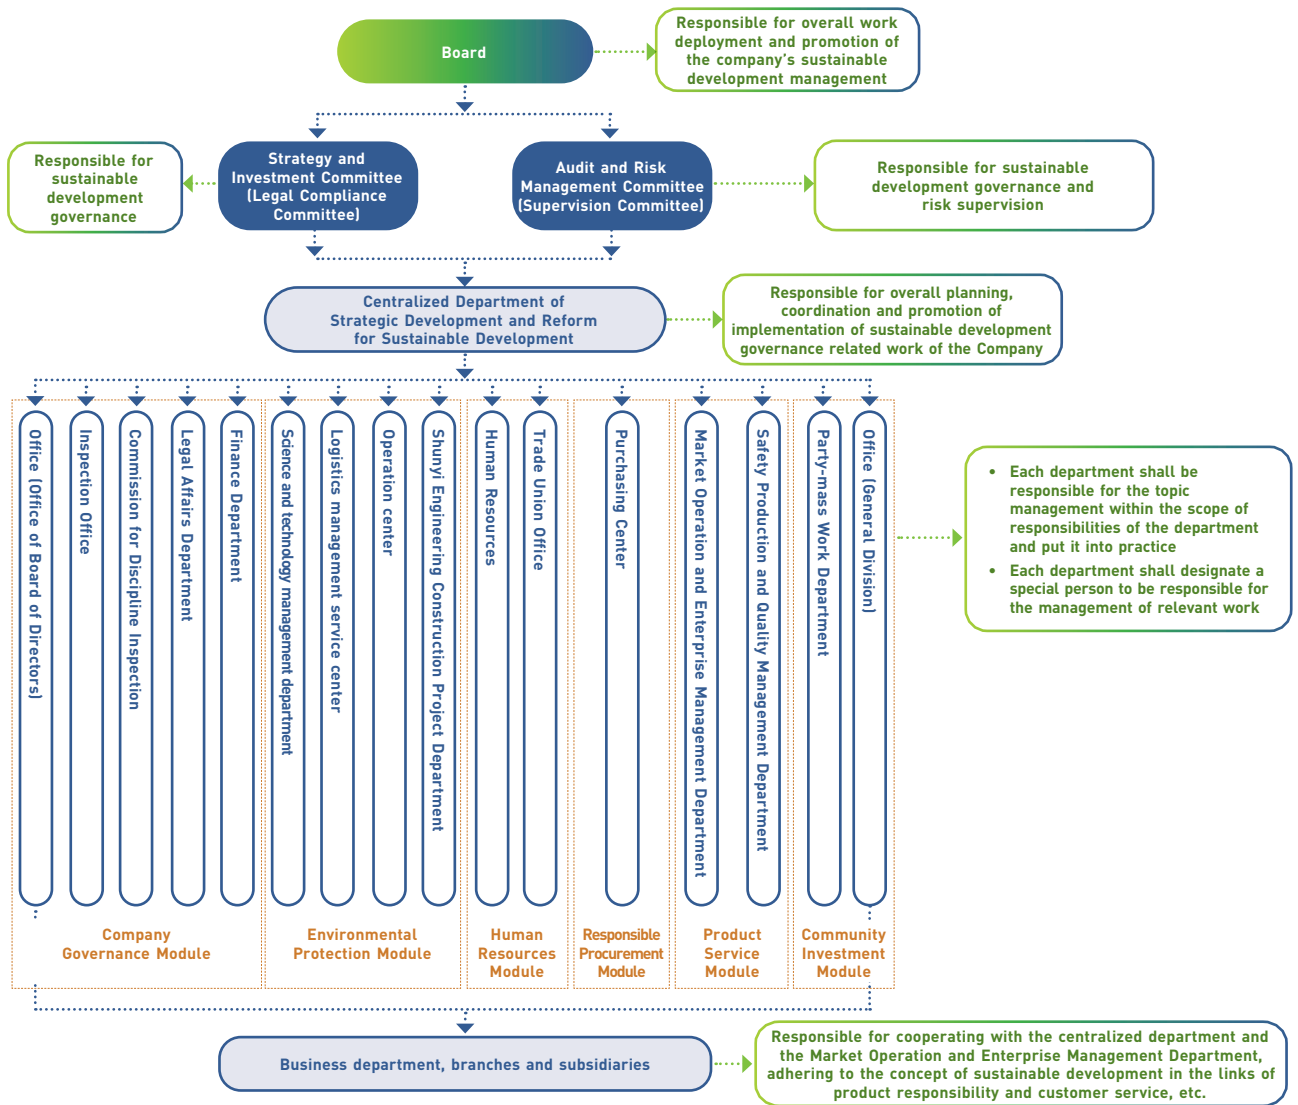 Board
Responsible for overall work
deployment and promotion of
the company's sustainable
development management
Responsible for
sustainable
development
governance
Strategy and
Investment Committee
(Legal Compliance
Committee)
Audit and Risk
Management Committee
(Supervision Committee)
Responsible for sustainable
development governance and
risk supervision
Centralized Department of
Strategic Development and Reform
for Sustainable Development
Responsible for overall planning,
coordination and promotion of
implementation of sustainable development
governance related work of the Company
Office (Office of Board of Directors)
Inspection Office
Commission for Discipline Inspection
Legal Affairs Department
Finance Department
Science and technology management department
Logistics management service center
Operation center
Shunyi Engineering Construction Project Department
Human Resources
Trade Union Office
Purchasing Center
Market Operation and Enterprise Management Department
Safety Production and Quality Management Department
Party-mass Work Department
Office (General Division)
• Each department shall be
responsible for the topic
management within the scope of
responsibilities of the department
and put it into practice
• Each department shall designate a
special person to be responsible for
the management of relevant work
Company
Governance Module
Environmental
Protection Module
Human
Resources
Module
Responsible
Procurement
Module
Product
Service
Module
Community
Investment
Module
Business department, branches and subsidiaries
Responsible for cooperating with the centralized department and
the Market Operation and Enterprise Management Department,
adhering to the concept of sustainable development in the links of
product responsibility and customer service, etc.